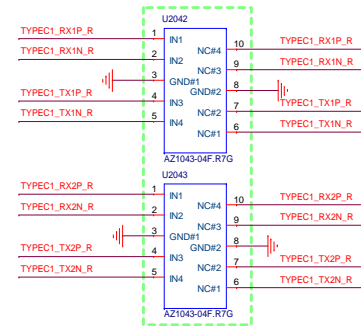 U2042
TYPEC1_RX1P_R 1 IN1 NC#4 10 TYPEC1_RX1P_R
TYPEC1_RX1N_R 2 IN2 NC#3 9 TYPEC1_RX1N_R
3 GND#1 GND#2 8
TYPEC1_TX1P_R 4 IN3 NC#2 7 TYPEC1_TX1P_R
TYPEC1_TX1N_R 5 IN4 NC#1 6 TYPEC1_TX1N_R
AZ1043-04F.R7G
U2043
TYPEC1_RX2P_R 1 IN1 NC#4 10 TYPEC1_RX2P_R
TYPEC1_RX2N_R 2 IN2 NC#3 9 TYPEC1_RX2N_R
3 GND#1 GND#2 8
TYPEC1_TX2P_R 4 IN3 NC#2 7 TYPEC1_TX2P_R
TYPEC1_TX2N_R 5 IN4 NC#1 6 TYPEC1_TX2N_R
AZ1043-04F.R7G